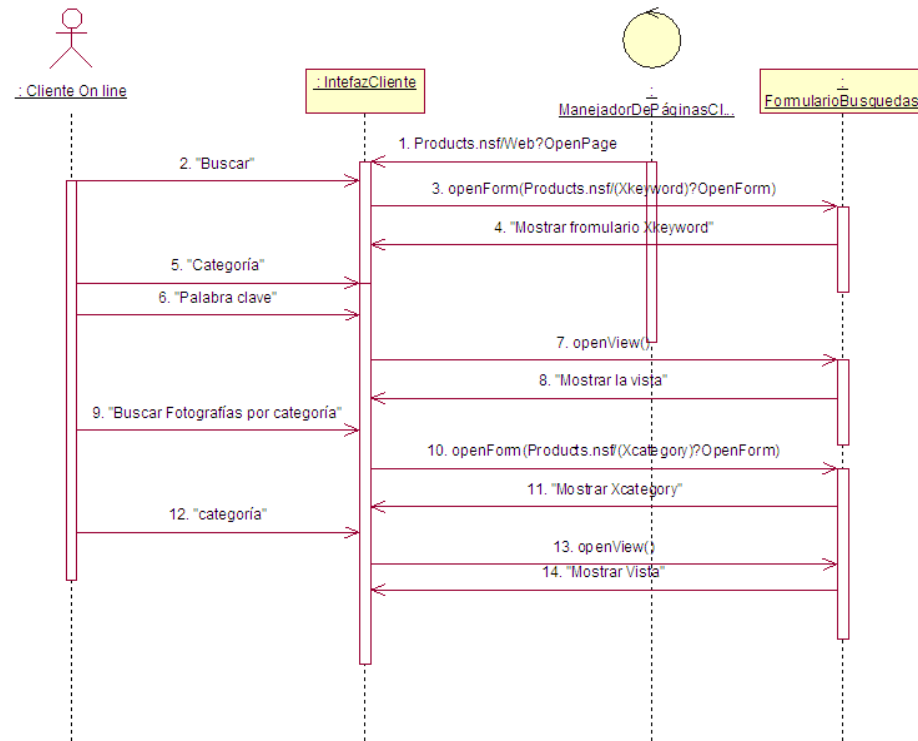 : Cliente On line
: IntefazCliente
:
ManejadorDePáginasCl...
:
FormularioBusquedas
1. Products.nsf/Web?OpenPage
2. "Buscar"
3. openForm(Products.nsf/(Xkeyword)?OpenForm)
4. "Mostrar fromulario Xkeyword"
5. "Categoría"
6. "Palabra clave"
7. openView()
8. "Mostrar la vista"
9. "Buscar Fotografías por categoría"
10. openForm(Products.nsf/(Xcategory)?OpenForm)
11. "Mostrar Xcategory"
12. "categoría"
13. openView()
14. "Mostrar Vista"